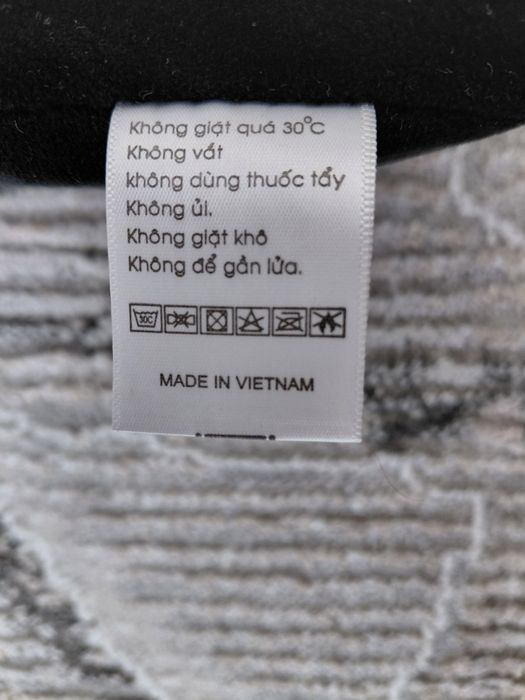 Không giặt quá 30°C
Không vắt
không dùng thuốc tẩy
Không ủi.
Không giặt khô
Không để gần lửa.
30C
MADE IN VIETNAM